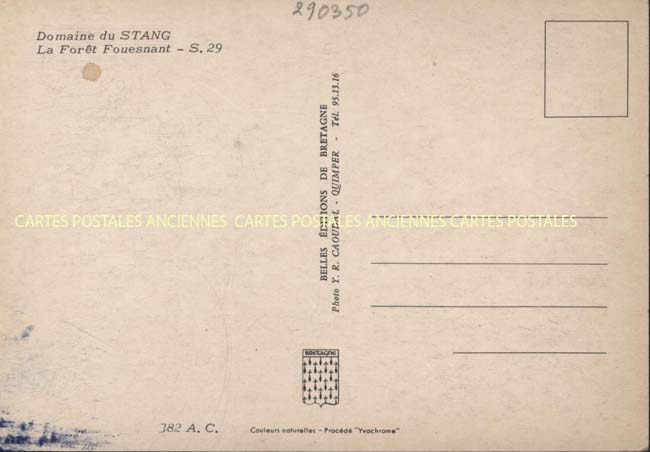 290350
Domaine du STANG
La Forêt Fouesnant - S. 29
BELLES ÉDITIONS DE BRETAGNE
Photo Y. R. CAOUDAL - QUIMPER - Tél. 95.13.16
CARTES POSTALES ANCIENNES CARTES POSTALES ANCIENNES CARTES POSTALES
BRETAGNE
382 A. C.
Couleurs naturelles - Procédé "Yvachrome"